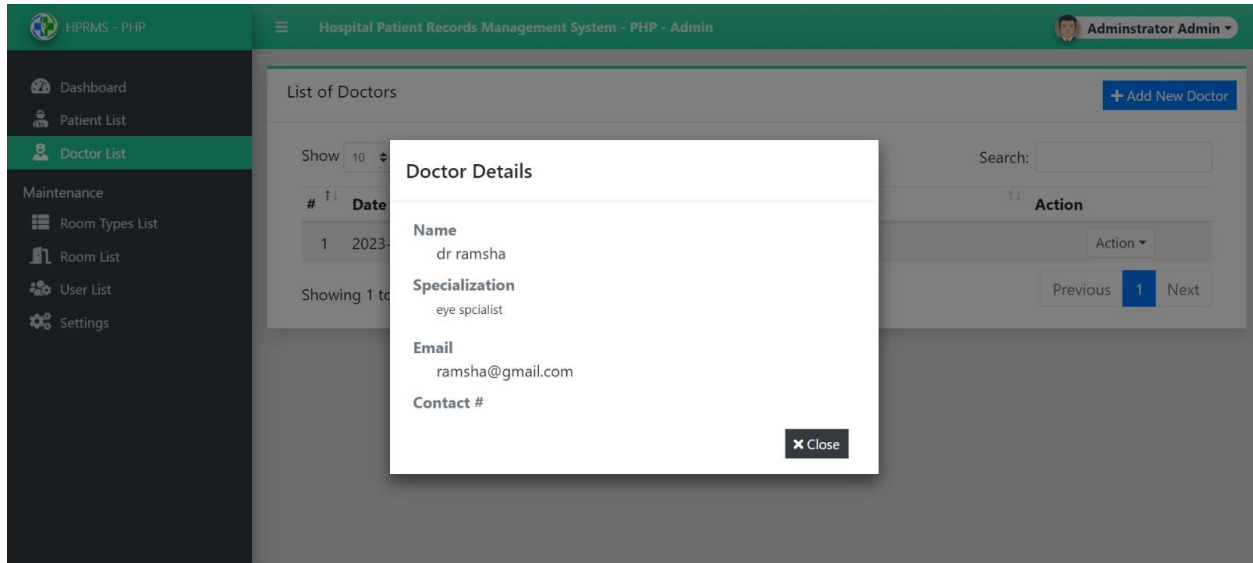 HPRMS - PHP
Hospital Patient Records Management System - PHP - Admin
Adminstrator Admin
Dashboard
Patient List
Doctor List
Maintenance
Room Types List
Room List
User List
Settings
List of Doctors
+ Add New Doctor
Show 10
Search:
# Date
Action
1 2023-
Action
Showing 1 to
Previous 1 Next
Doctor Details
Name
dr ramsha
Specialization
eye spcialist
Email
ramsha@gmail.com
Contact #
Close